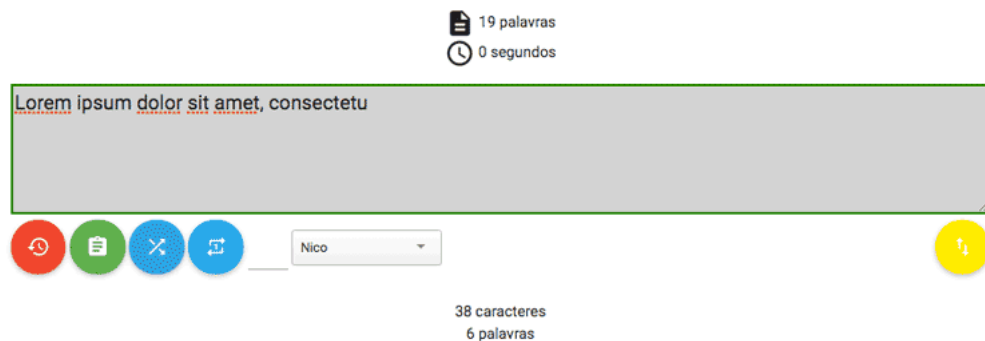 19 palavras
0 segundos
Lorem ipsum dolor sit amet, consectetu
Nico
38 caracteres
6 palavras